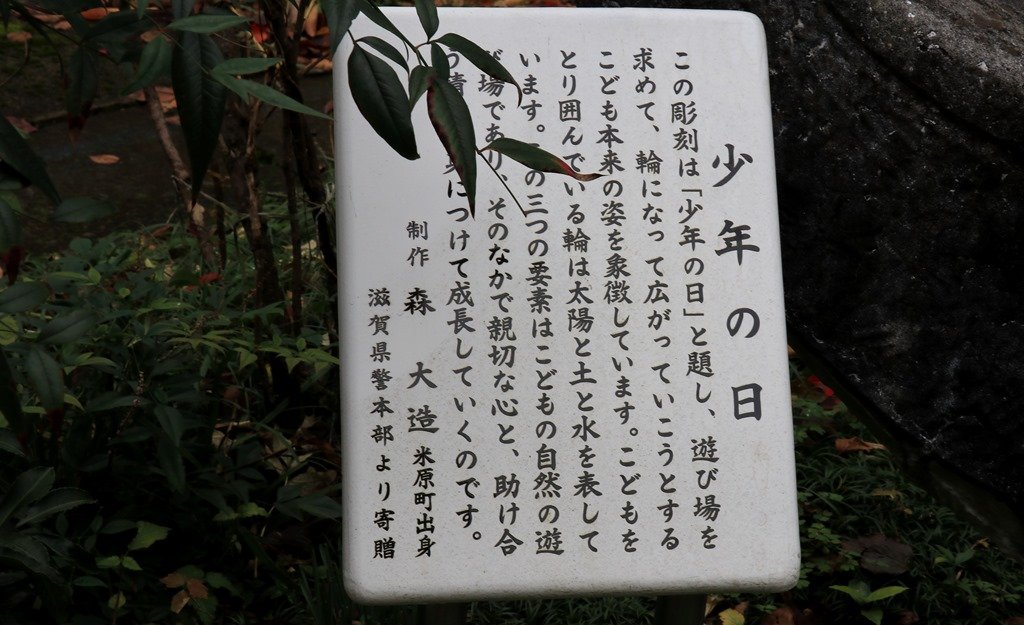 少年の日
この彫刻は「少年の日」と題し、遊び場を
求めて、輪になって広がっていこうとする
こども本来の姿を象徴しています。こどもを
とり囲んでいる輪は太陽と土と水を表して
います。の三つの要素はこどもの自然の遊
び場であり、そのなかで親切な心と、助け合
う につけて成長していくのです。
制作 森 大造 米原町出身
滋賀県警本部より寄贈